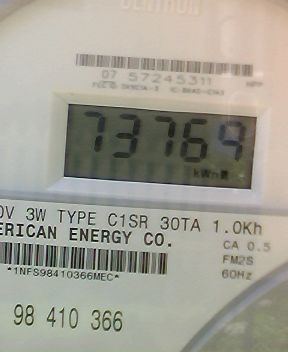 CENTRON
07 57245311
73769
kWh
0V 3W TYPE C1SR 30TA 1.0Kh
ERICAN ENERGY CO.
CA 0.5
FM2S
60Hz
*1NFS98410366MEC*
98 410 366